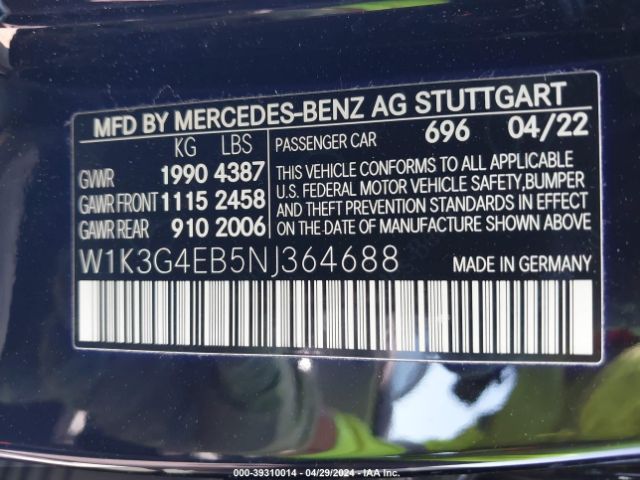 MFD BY MERCEDES-BENZ AG STUTTGART
KG LBS
GVWR 1990 4387
GAWR FRONT 1115 2458
GAWR REAR 910 2006
PASSENGER CAR 696 04/22
THIS VEHICLE CONFORMS TO ALL APPLICABLE
U.S. FEDERAL MOTOR VEHICLE SAFETY,BUMPER
AND THEFT PREVENTION STANDARDS IN EFFECT
ON THE DATE OF MANUFACTURE SHOWN ABOVE.
W1K3G4EB5NJ364688
MADE IN GERMANY
000-39310014 - 04/29/2024 - IAA Inc.